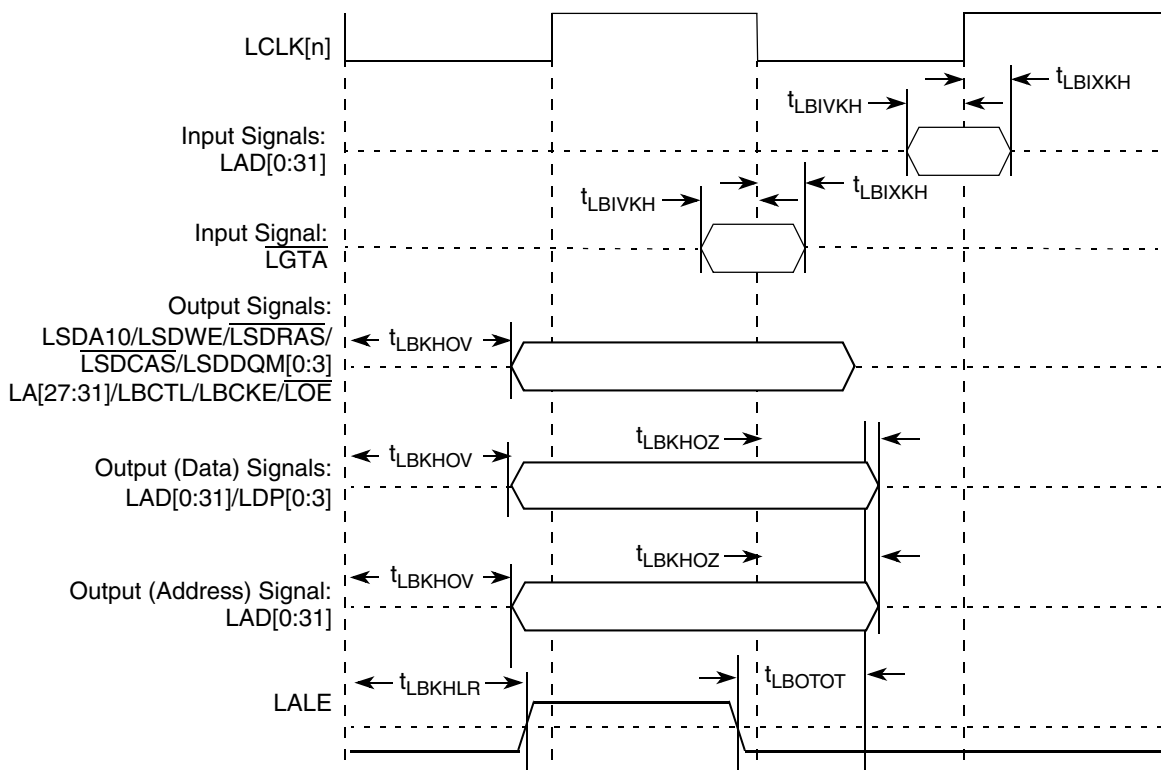 LCLK[n]
tLBIXKH
tLBIVKH
Input Signals:
LAD[0:31]
tLBIXKH
tLBIVKH
Input Signal:
LGTA
Output Signals:
LSDA10/LSDWE/LSDRAS/
LSDCAS/LSDDQM[0:3]
LA[27:31]/LBCTL/LBCKE/LOE
tLBKHOV
tLBKHOZ
tLBKHOV
Output (Data) Signals:
LAD[0:31]/LDP[0:3]
tLBKHOZ
tLBKHOV
Output (Address) Signal:
LAD[0:31]
tLBKHLR
tLBOTOT
LALE